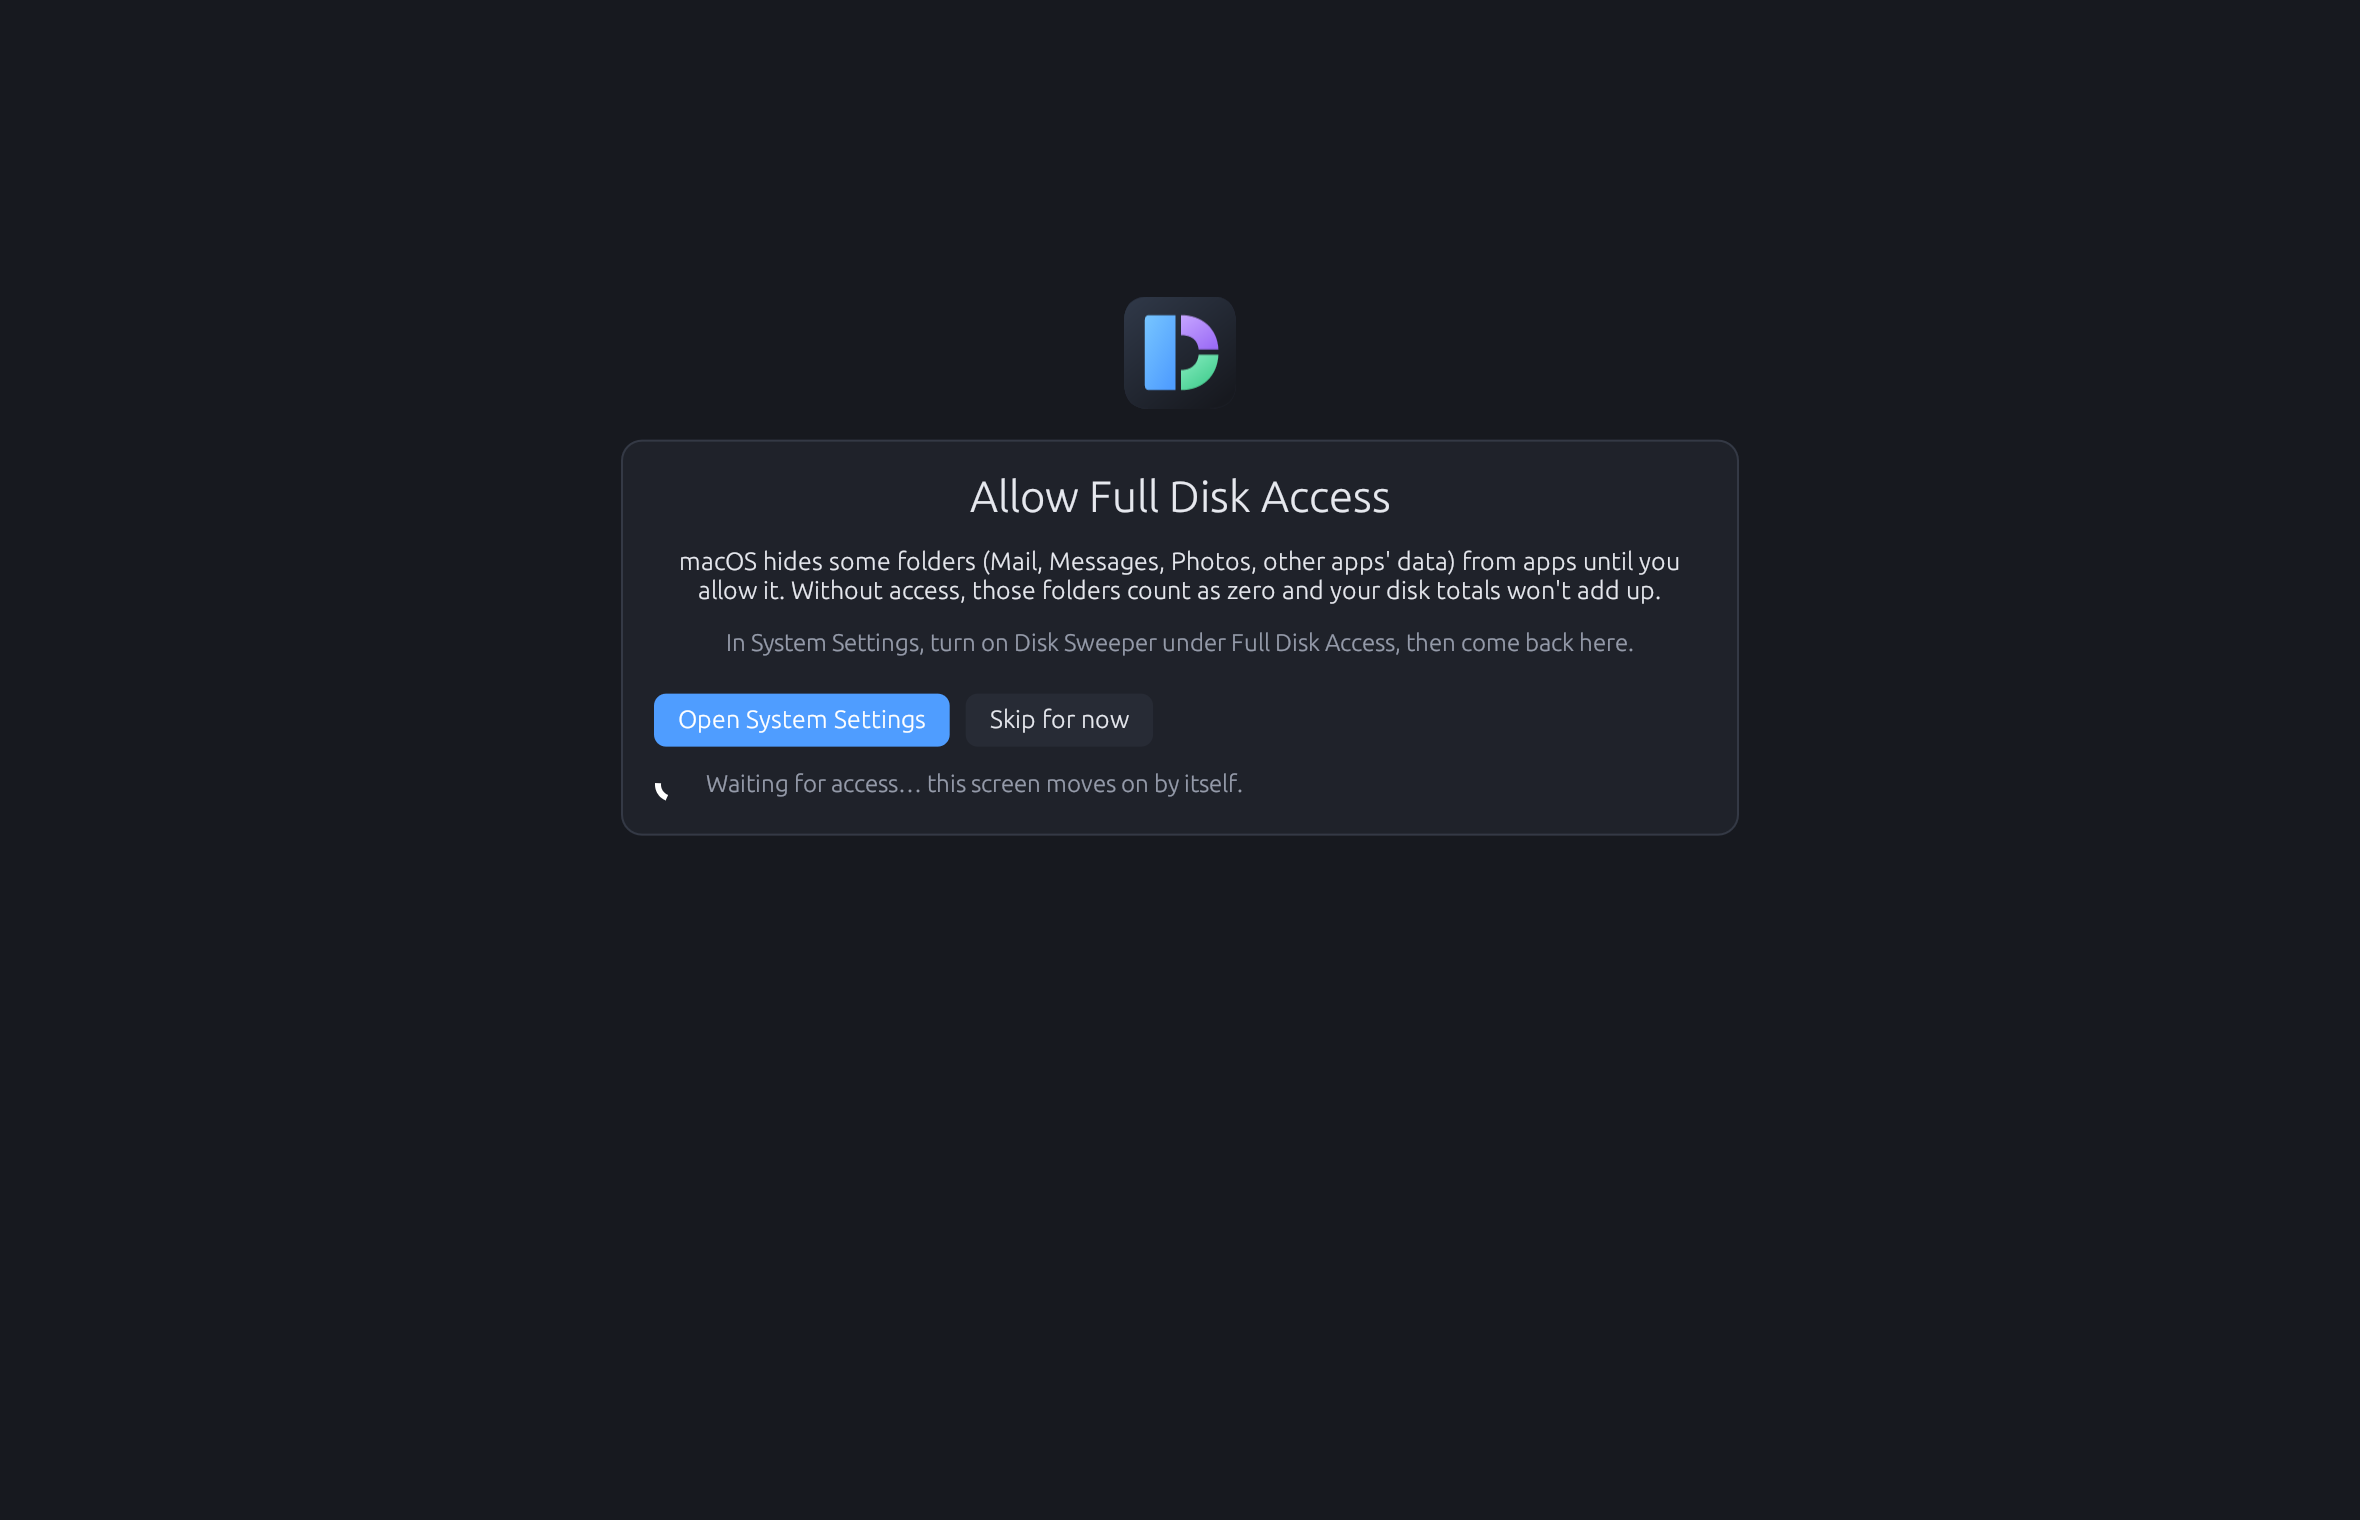 Allow Full Disk Access
macOS hides some folders (Mail, Messages, Photos, other apps' data) from apps until you
allow it. Without access, those folders count as zero and your disk totals won't add up.
In System Settings, turn on Disk Sweeper under Full Disk Access, then come back here.
Open System Settings
Skip for now
Waiting for access… this screen moves on by itself.